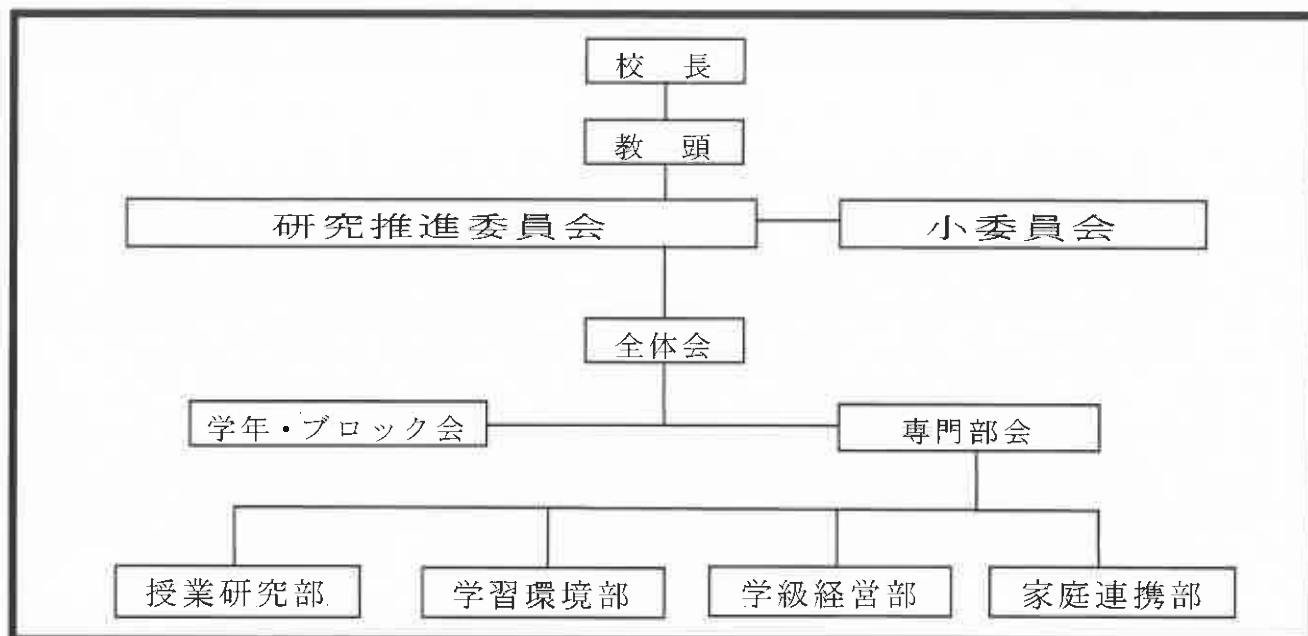 校 長
教 頭
研究推進委員会
小委員会
全体会
学年・ブロック会
専門部会
授業研究部
学習環境部
学級経営部
家庭連携部